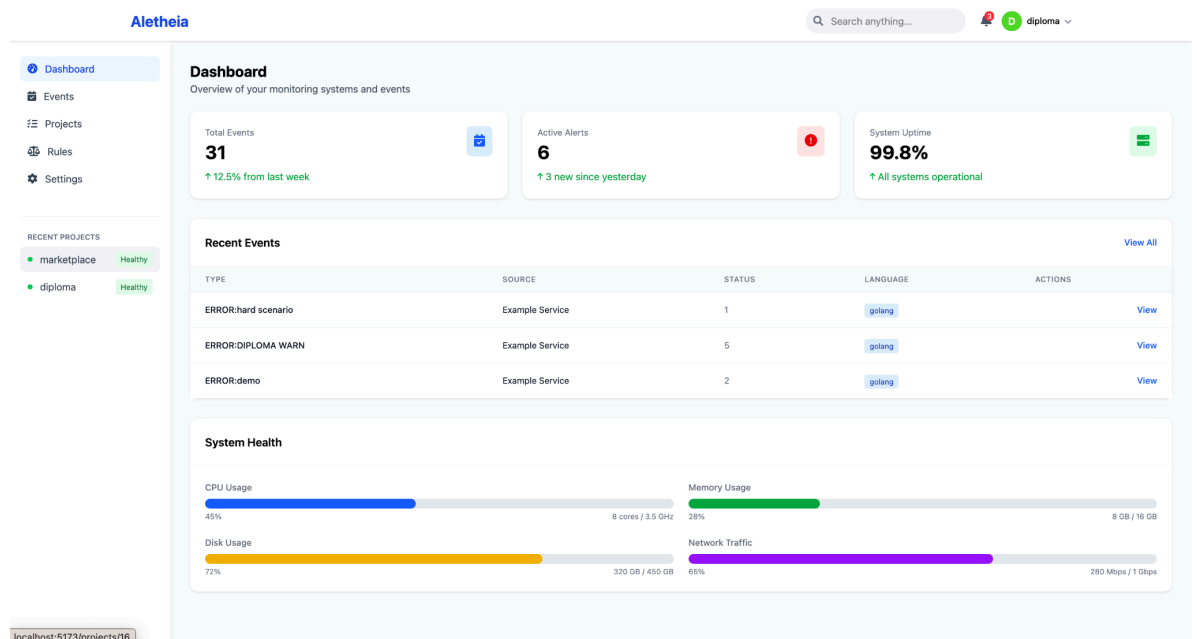 Aletheia
Search anything...
3
D
diploma
Dashboard
Events
Projects
Rules
Settings
RECENT PROJECTS
marketplace Healthy
diploma Healthy
Dashboard
Overview of your monitoring systems and events
Total Events
31
↑ 12.5% from last week
Active Alerts
6
↑ 3 new since yesterday
System Uptime
99.8%
↑ All systems operational
Recent Events View All
TYPE SOURCE STATUS LANGUAGE ACTIONS
ERROR:hard scenario Example Service 1 golang View
ERROR:DIPLOMA WARN Example Service 5 golang View
ERROR:demo Example Service 2 golang View
System Health
CPU Usage
45% 8 cores / 3.5 GHz
Memory Usage
28% 8 GB / 16 GB
Disk Usage
72% 320 GB / 450 GB
Network Traffic
65% 280 Mbps / 1 Gbps
localhost:5173/projects/16